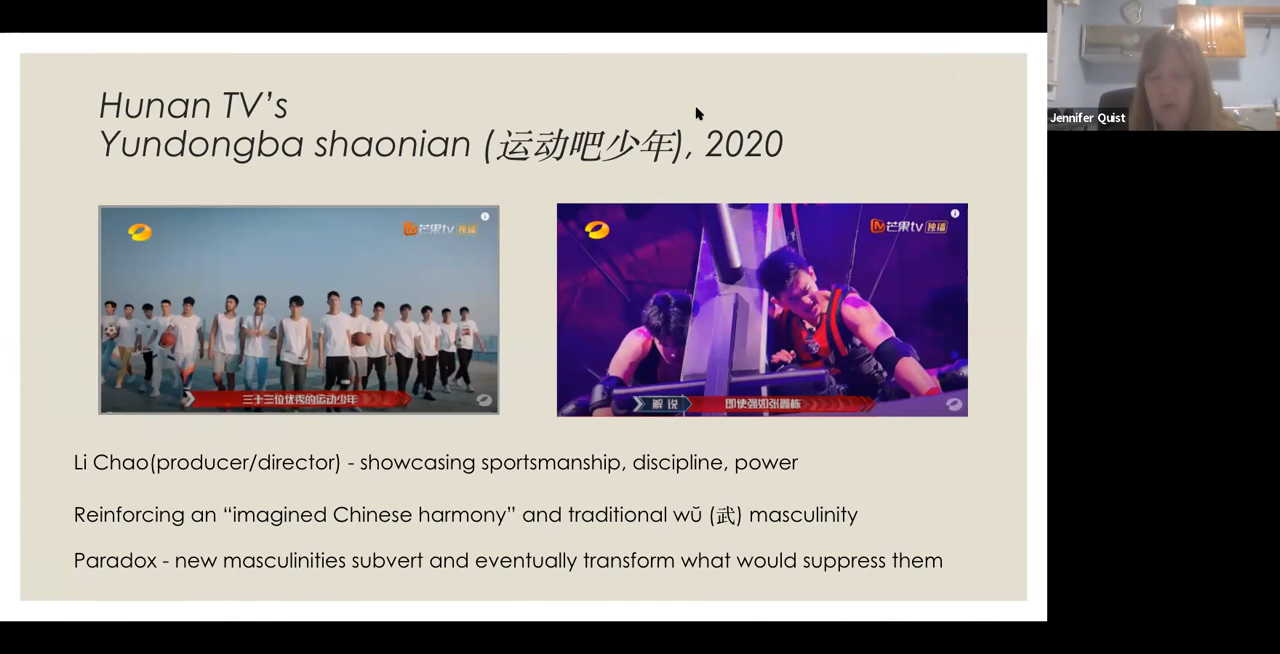 Hunan TV's
Yundongba shaonian (运动吧少年), 2020
Jennifer Quist
芒果tv 独播
三十三位优秀的运动少年
芒果tv 独播
解说 即使强如张鑫栋
Li Chao(producer/director) - showcasing sportsmanship, discipline, power
Reinforcing an “imagined Chinese harmony” and traditional wŭ (武) masculinity
Paradox - new masculinities subvert and eventually transform what would suppress them